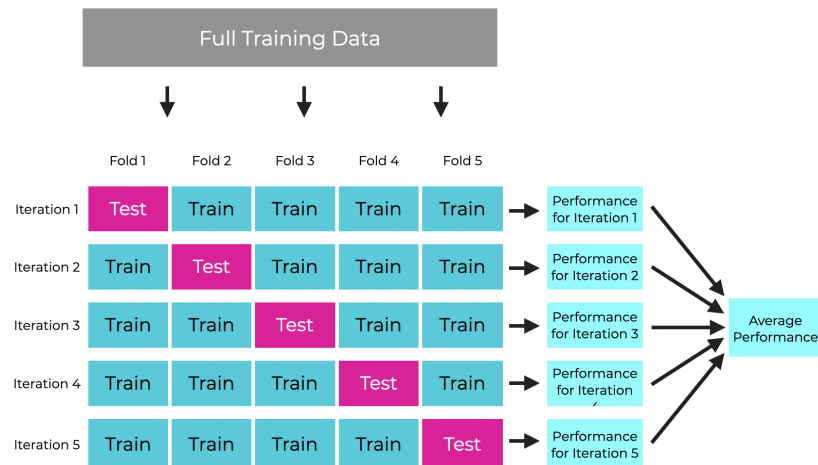 Full Training Data
Fold 1 Fold 2 Fold 3 Fold 4 Fold 5
Iteration 1 Test Train Train Train Train Performance for Iteration 1
Iteration 2 Train Test Train Train Train Performance for Iteration 2
Iteration 3 Train Train Test Train Train Performance for Iteration 3
Average Performance
Iteration 4 Train Train Train Test Train Performance for Iteration
Iteration 5 Train Train Train Train Test Performance for Iteration 5